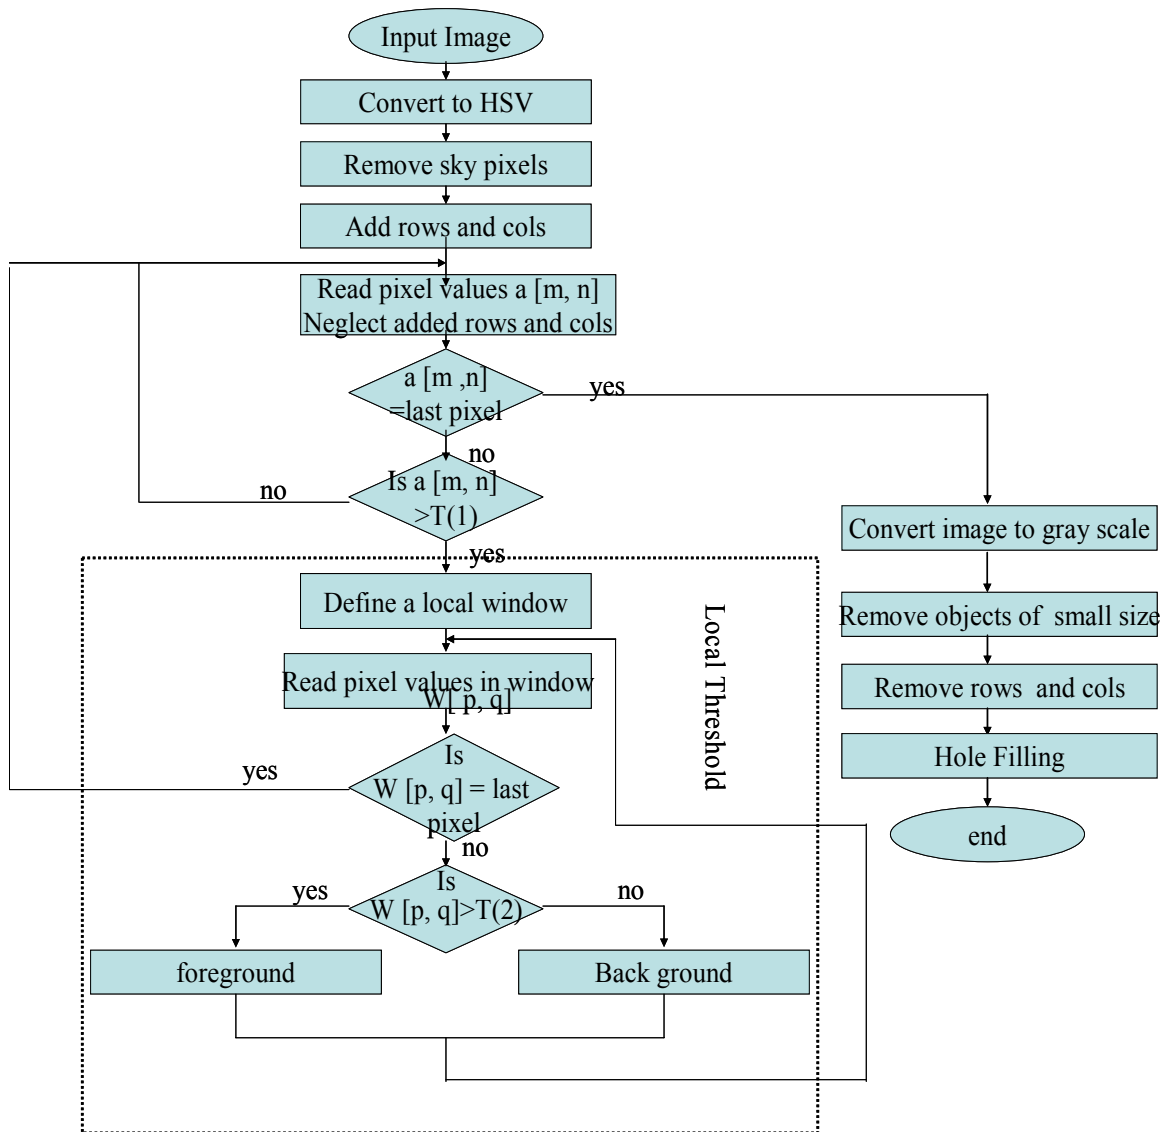 Input Image
Convert to HSV
Remove sky pixels
Add rows and cols
Read pixel values a [m, n]
Neglect added rows and cols
a [m ,n]
=last pixel
yes
no
Is a [m, n]
>T(1)
no
yes
Define a local window
Read pixel values in window
W[ p, q]
Is
W [p, q] = last
pixel
yes
no
Is
W [p, q]>T(2)
yes
no
foreground
Back ground
Local Threshold
Convert image to gray scale
Remove objects of small size
Remove rows and cols
Hole Filling
end